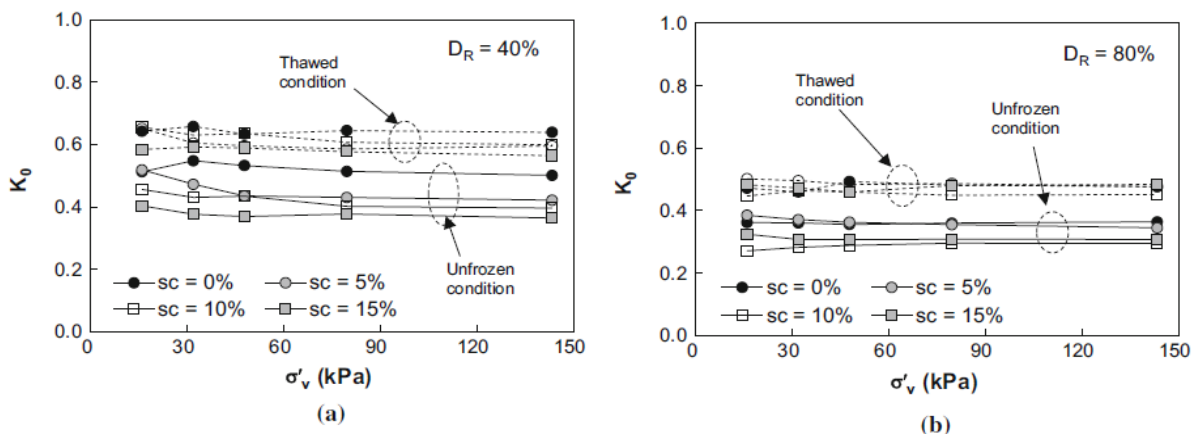 1.0
0.8
0.6
0.4
0.2
0.0
K₀
D_R = 40%
Thawed
condition
Unfrozen
condition
sc = 0%
sc = 5%
sc = 10%
sc = 15%
0 30 60 90 120 150
σ′ᵥ (kPa)
(a)
1.0
0.8
0.6
0.4
0.2
0.0
K₀
D_R = 80%
Thawed
condition
Unfrozen
condition
sc = 0%
sc = 5%
sc = 10%
sc = 15%
0 30 60 90 120 150
σ′ᵥ (kPa)
(b)